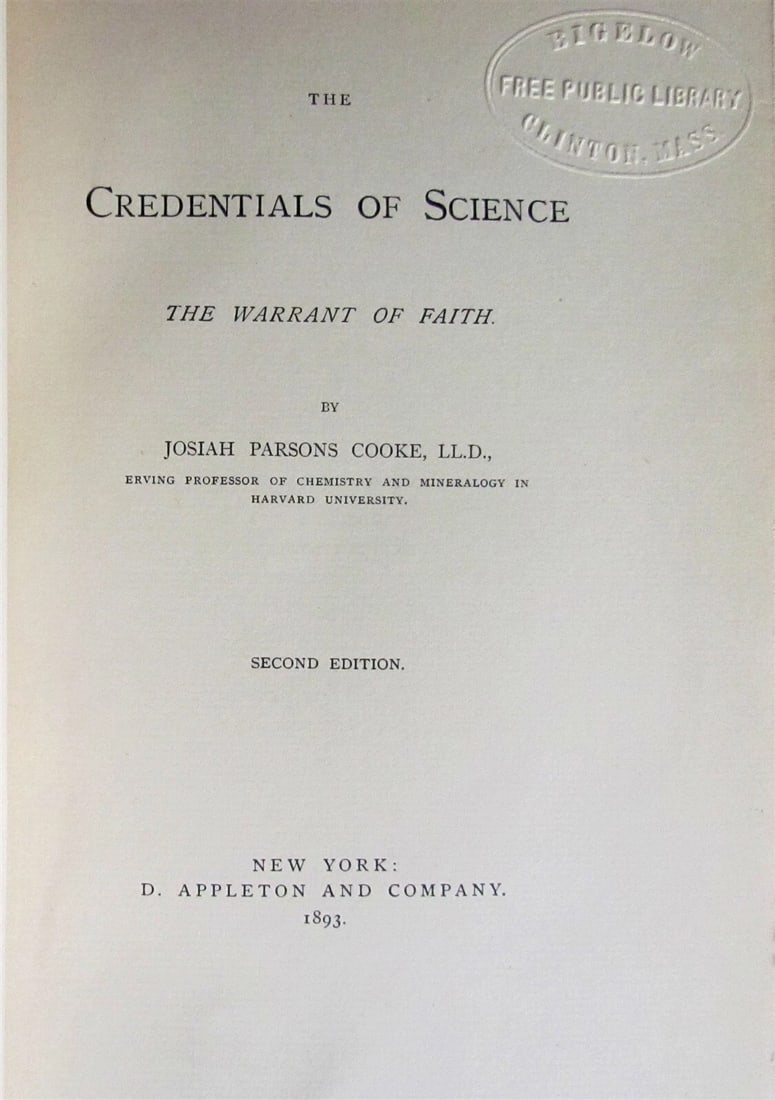 BIGELOW
FREE PUBLIC LIBRARY
CLINTON, MASS.
THE
CREDENTIALS OF SCIENCE
THE WARRANT OF FAITH.
BY
JOSIAH PARSONS COOKE, LL.D.,
ERVING PROFESSOR OF CHEMISTRY AND MINERALOGY IN
HARVARD UNIVERSITY.
SECOND EDITION.
NEW YORK:
D. APPLETON AND COMPANY.
1893.